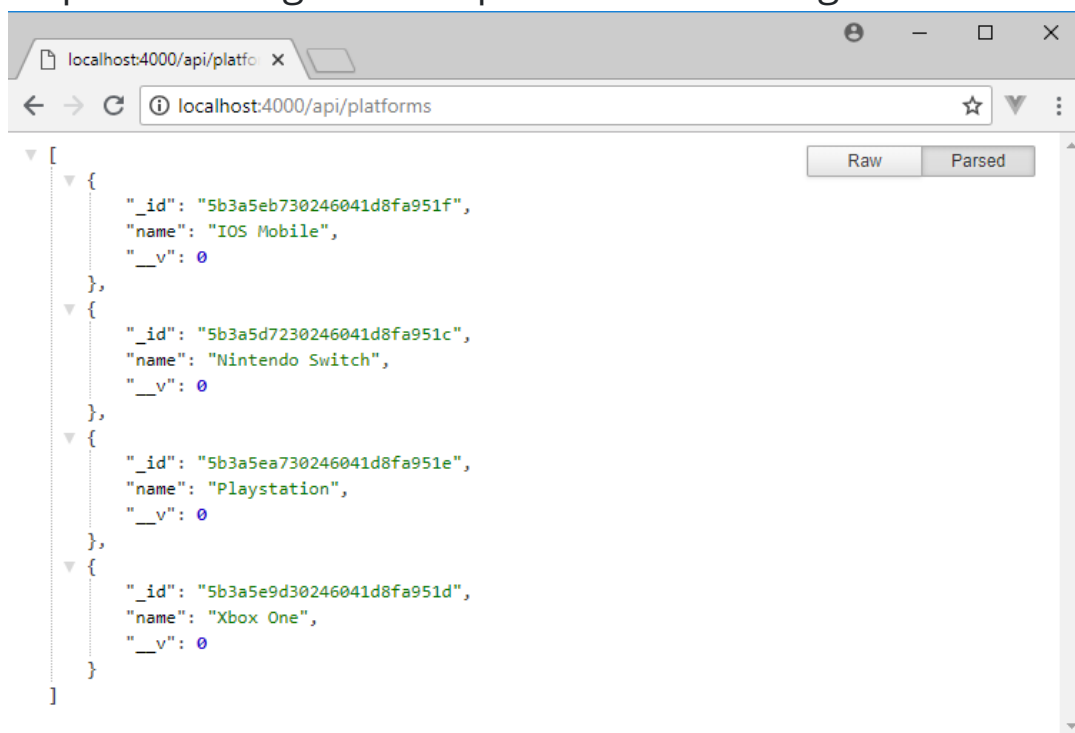 localhost:4000/api/platfo
localhost:4000/api/platforms
Raw Parsed
[
{
"_id": "5b3a5eb730246041d8fa951f",
"name": "IOS Mobile",
"__v": 0
},
{
"_id": "5b3a5d7230246041d8fa951c",
"name": "Nintendo Switch",
"__v": 0
},
{
"_id": "5b3a5ea730246041d8fa951e",
"name": "Playstation",
"__v": 0
},
{
"_id": "5b3a5e9d30246041d8fa951d",
"name": "Xbox One",
"__v": 0
}
]